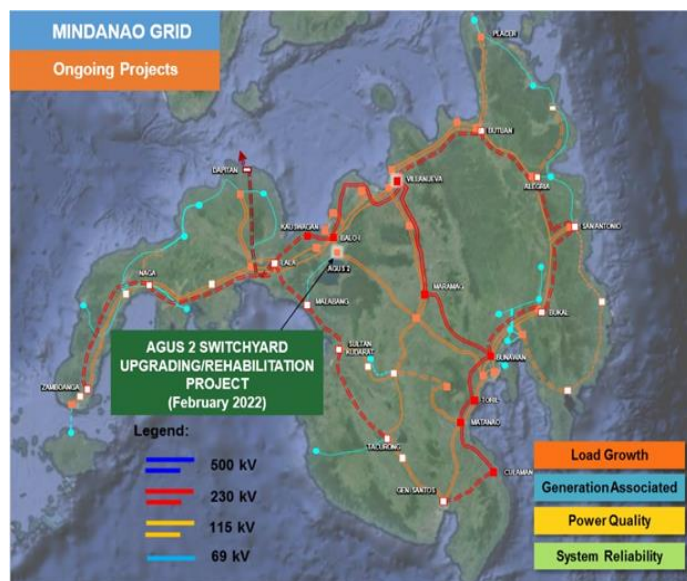 MINDANAO GRID
Ongoing Projects
PLACER
BUTUAN
DAPITAN
VILLANUEVA
ALEGRIA
KAUSWAGAN
BALO-I
SAN ANTONIO
LALA
AGUS 2
NAGA
MARAMAG
MALABANG
BUKAL
AGUS 2 SWITCHYARD
UPGRADING/REHABILITATION
PROJECT
(February 2022)
SULTAN
KUDARAT
BUNAWAN
ZAMBOANGA
TORIL
MATANAO
Legend:
TACURONG
CULAMAN
GEN SANTOS
500 kV
230 kV
115 kV
69 kV
Load Growth
Generation Associated
Power Quality
System Reliability